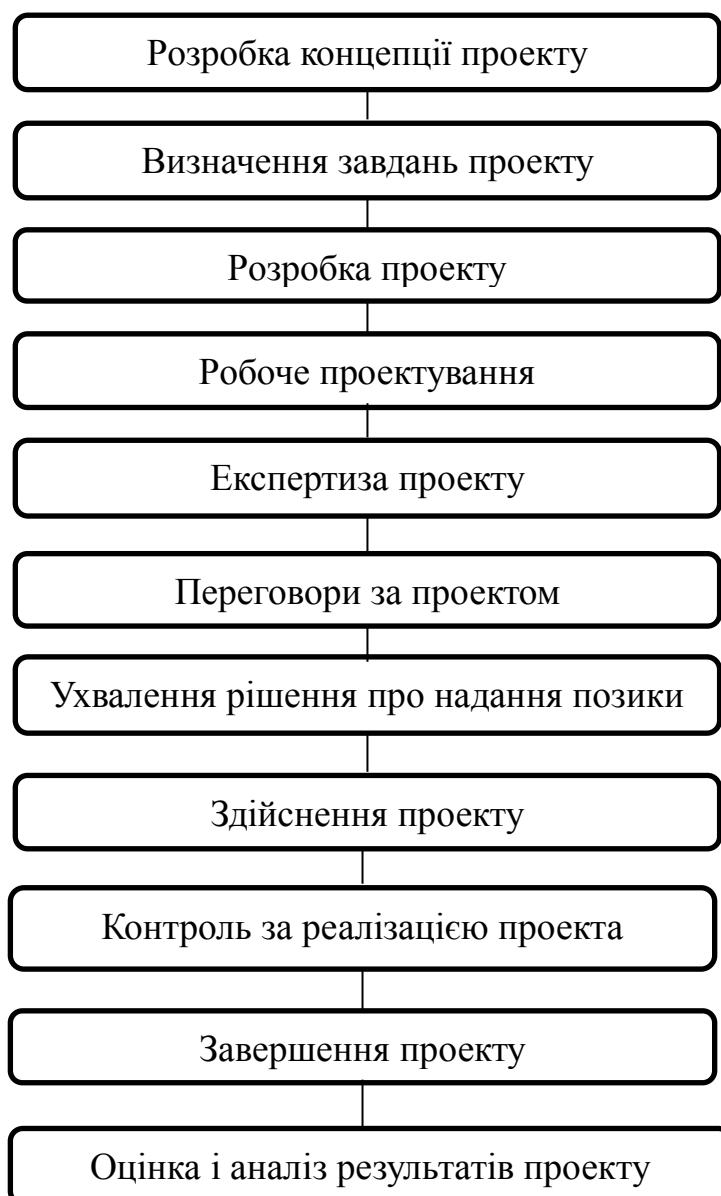 Розробка концепції проекту
Визначення завдань проекту
Розробка проекту
Робоче проектування
Експертиза проекту
Переговори за проектом
Ухвалення рішення про надання позики
Здійснення проекту
Контроль за реалізацією проекта
Завершення проекту
Оцінка і аналіз результатів проекту